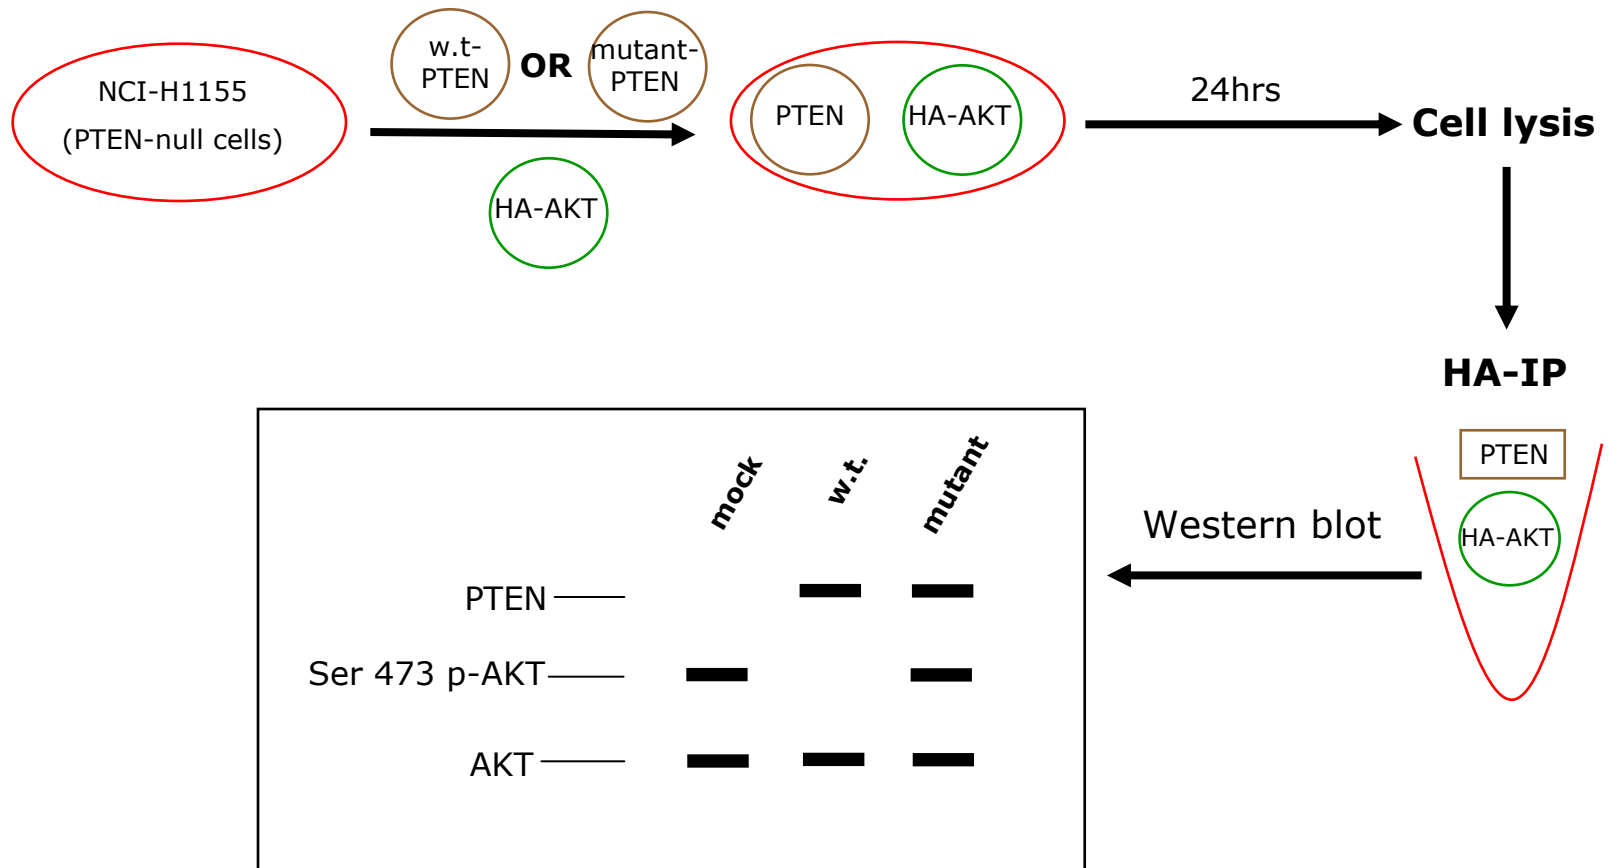 NCI-H1155
(PTEN-null cells)
w.t-
PTEN
OR
mutant-
PTEN
HA-AKT
PTEN
HA-AKT
24hrs
Cell lysis
HA-IP
PTEN
HA-AKT
Western blot
mock
w.t.
mutant
PTEN
Ser 473 p-AKT
AKT